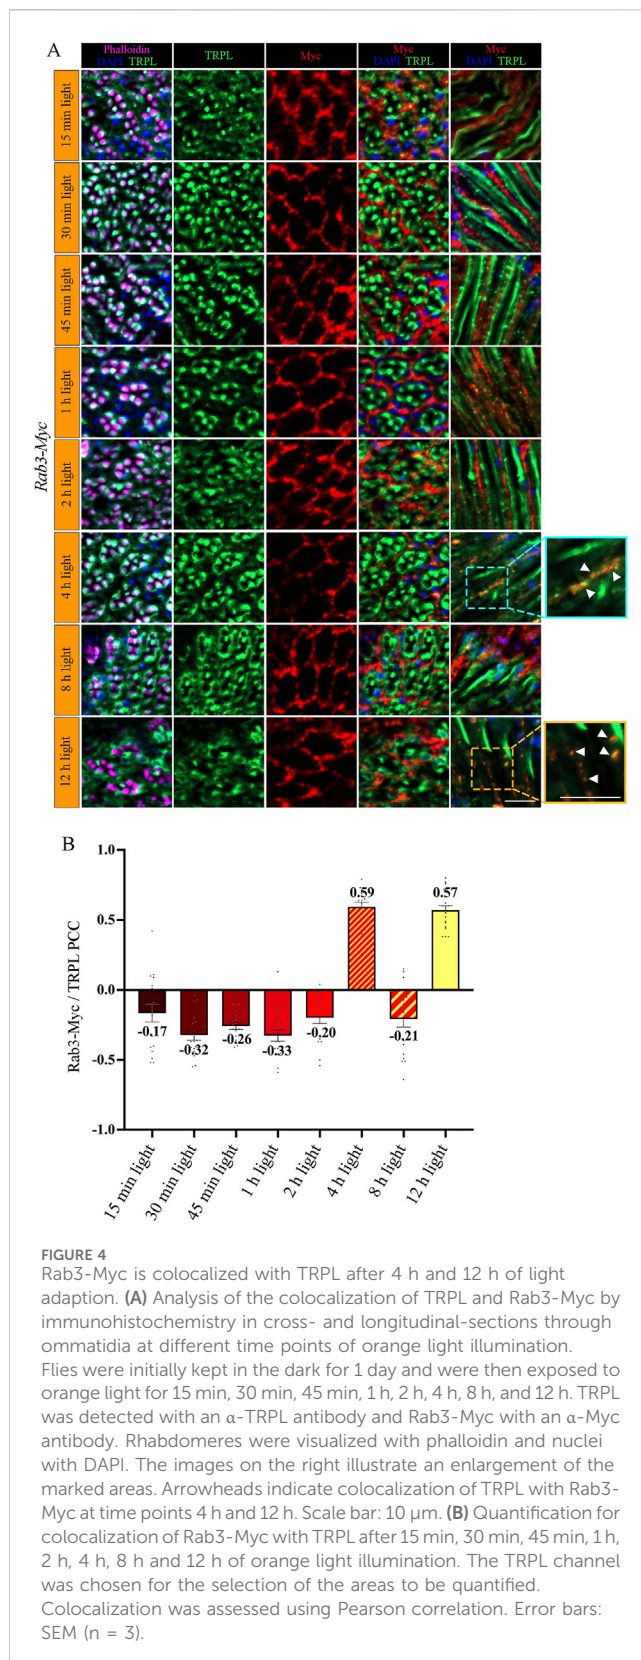 A
Phalloidin
DAPI TRPL
TRPL
Myc
Myc
DAPI TRPL
Myc
DAPI TRPL
Rab3-Myc
15 min light
30 min light
45 min light
1 h light
2 h light
4 h light
8 h light
12 h light
B
Rab3-Myc / TRPL PCC
1.0
0.5
0.0
-0.5
-1.0
-0.17
-0.32
-0.26
-0.33
-0.20
0.59
-0.21
0.57
15 min light
30 min light
45 min light
1 h light
2 h light
4 h light
8 h light
12 h light
FIGURE 4
Rab3-Myc is colocalized with TRPL after 4 h and 12 h of light
adaption. (A) Analysis of the colocalization of TRPL and Rab3-Myc by
immunohistochemistry in cross- and longitudinal-sections through
ommatidia at different time points of orange light illumination.
Flies were initially kept in the dark for 1 day and were then exposed to
orange light for 15 min, 30 min, 45 min, 1 h, 2 h, 4 h, 8 h, and 12 h. TRPL
was detected with an α-TRPL antibody and Rab3-Myc with an α-Myc
antibody. Rhabdomeres were visualized with phalloidin and nuclei
with DAPI. The images on the right illustrate an enlargement of the
marked areas. Arrowheads indicate colocalization of TRPL with Rab3-
Myc at time points 4 h and 12 h. Scale bar: 10 µm. (B) Quantification for
colocalization of Rab3-Myc with TRPL after 15 min, 30 min, 45 min, 1 h,
2 h, 4 h, 8 h and 12 h of orange light illumination. The TRPL channel
was chosen for the selection of the areas to be quantified.
Colocalization was assessed using Pearson correlation. Error bars:
SEM (n = 3).